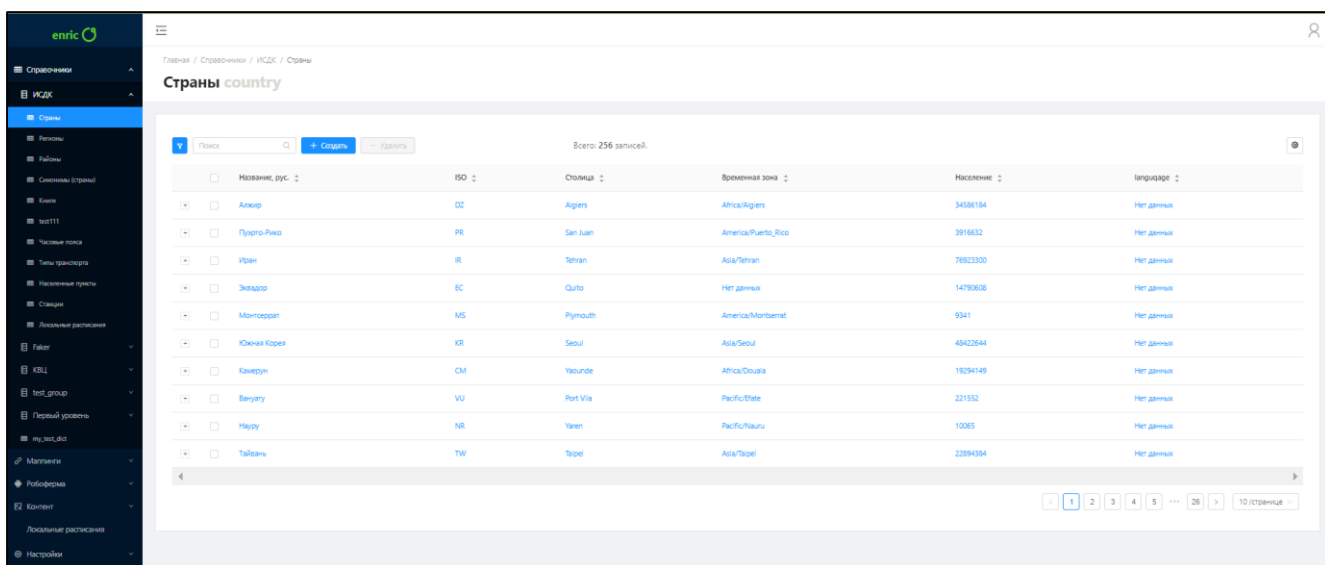 enric
Справочники
ИСДК
Страны
Регионы
Районы
Синонимы (страны)
Книги
test111
Часовые пояса
Типы транспорта
Населенные пункты
Станции
Локальные расписания
Faker
КВЦ
test_group
Первый уровень
my_test_dict
Маппинги
Робоферма
Контент
Локальные расписания
Настройки
Главная / Справочники / ИСДК / Страны
Страны country
Поиск + Создать − Удалить Всего: 256 записей.
Название, рус. ISO Столица Временная зона Население languqage
Алжир DZ Algiers Africa/Algiers 34586184 Нет данных
Пуэрто-Рико PR San Juan America/Puerto_Rico 3916632 Нет данных
Иран IR Tehran Asia/Tehran 76923300 Нет данных
Эквадор EC Quito Нет данных 14790608 Нет данных
Монтсеррат MS Plymouth America/Montserrat 9341 Нет данных
Южная Корея KR Seoul Asia/Seoul 48422644 Нет данных
Камерун CM Yaounde Africa/Douala 19294149 Нет данных
Вануату VU Port Vila Pacific/Efate 221552 Нет данных
Науру NR Yaren Pacific/Nauru 10065 Нет данных
Тайвань TW Taipei Asia/Taipei 22894384 Нет данных
< 1 2 3 4 5 ••• 26 > 10 /странице